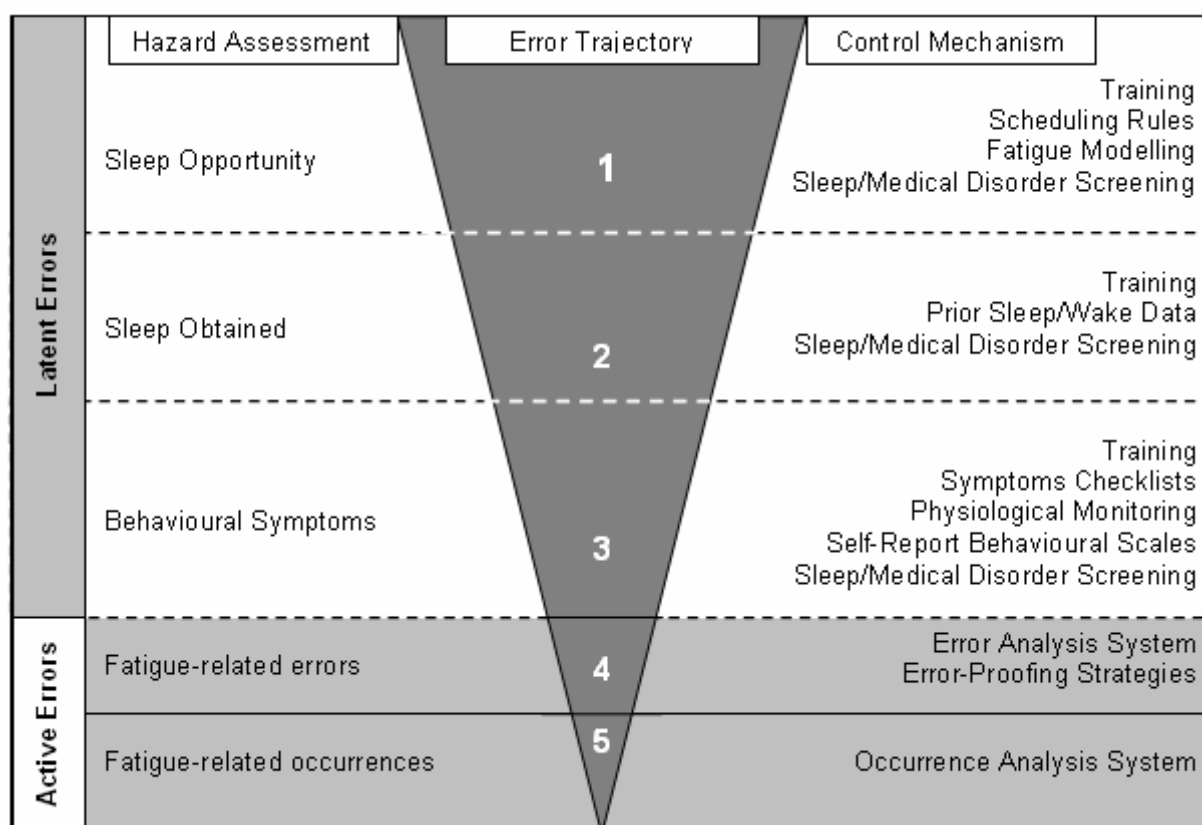 Hazard Assessment
Error Trajectory
Control Mechanism
Latent Errors
Sleep Opportunity
1
Training
Scheduling Rules
Fatigue Modelling
Sleep/Medical Disorder Screening
Sleep Obtained
2
Training
Prior Sleep/Wake Data
Sleep/Medical Disorder Screening
Behavioural Symptoms
3
Training
Symptoms Checklists
Physiological Monitoring
Self-Report Behavioural Scales
Sleep/Medical Disorder Screening
Active Errors
Fatigue-related errors
4
Error Analysis System
Error-Proofing Strategies
Fatigue-related occurrences
5
Occurrence Analysis System